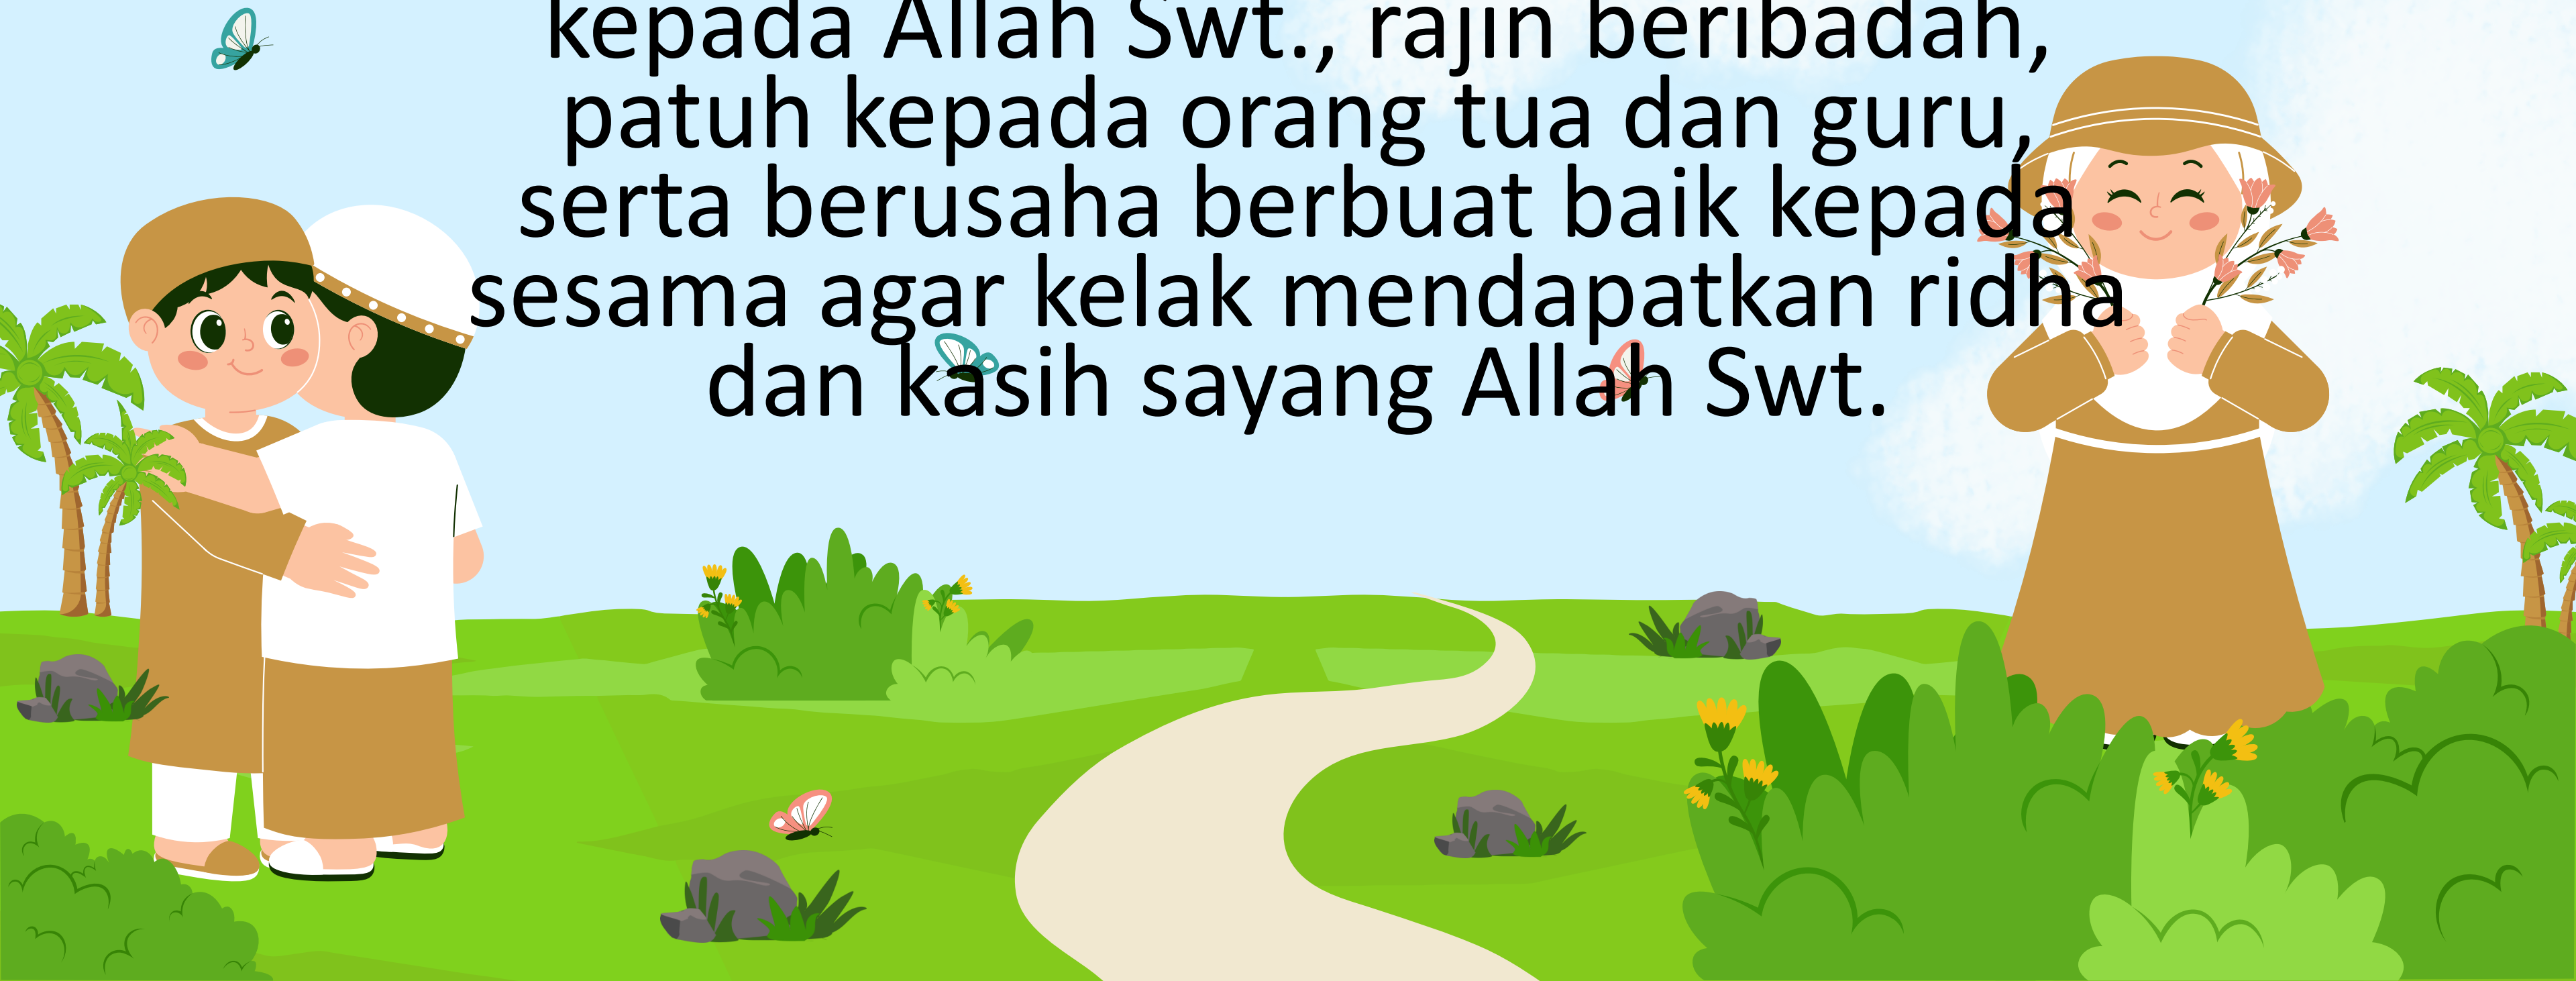 kepada Allah Swt., rajin beribadah,
patuh kepada orang tua dan guru,
serta berusaha berbuat baik kepada
sesama agar kelak mendapatkan ridha
dan kasih sayang Allah Swt.